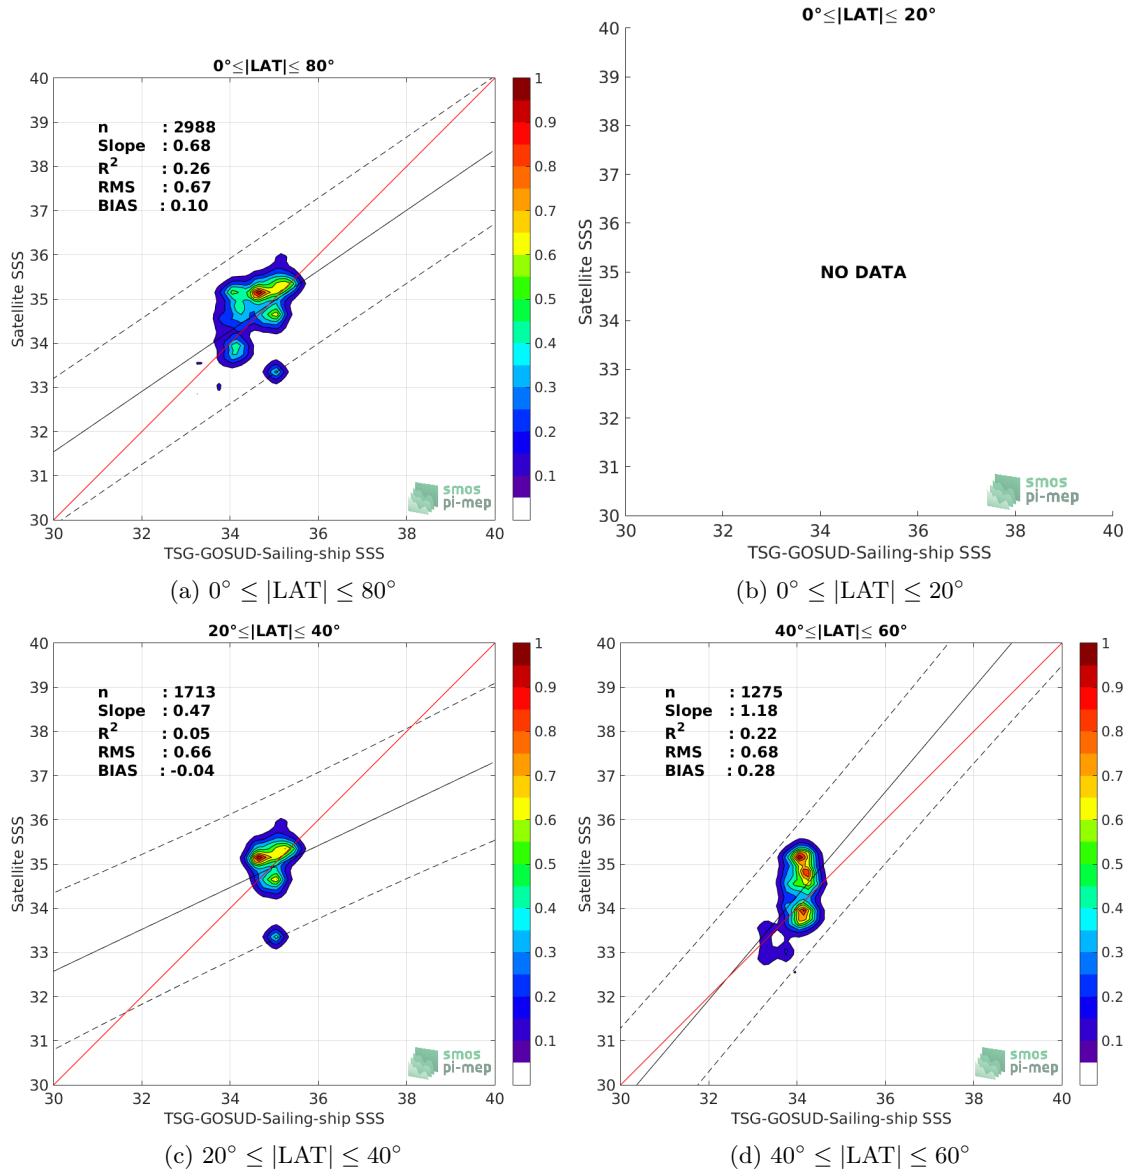 0°≤|LAT|≤ 80°
40
39
38
37
36
35
34
33
32
31
30
30
32
34
36
38
40
Satellite SSS
TSG-GOSUD-Sailing-ship SSS
n : 2988
Slope : 0.68
R² : 0.26
RMS : 0.67
BIAS : 0.10
1
0.9
0.8
0.7
0.6
0.5
0.4
0.3
0.2
0.1
smos
pi-mep
(a) 0° ≤ |LAT| ≤ 80°
0°≤|LAT|≤ 20°
40
39
38
37
36
35
34
33
32
31
30
30
32
34
36
38
40
Satellite SSS
TSG-GOSUD-Sailing-ship SSS
NO DATA
smos
pi-mep
(b) 0° ≤ |LAT| ≤ 20°
20°≤|LAT|≤ 40°
40
39
38
37
36
35
34
33
32
31
30
30
32
34
36
38
40
Satellite SSS
TSG-GOSUD-Sailing-ship SSS
n : 1713
Slope : 0.47
R² : 0.05
RMS : 0.66
BIAS : -0.04
1
0.9
0.8
0.7
0.6
0.5
0.4
0.3
0.2
0.1
smos
pi-mep
(c) 20° ≤ |LAT| ≤ 40°
40°≤|LAT|≤ 60°
40
39
38
37
36
35
34
33
32
31
30
30
32
34
36
38
40
Satellite SSS
TSG-GOSUD-Sailing-ship SSS
n : 1275
Slope : 1.18
R² : 0.22
RMS : 0.68
BIAS : 0.28
1
0.9
0.8
0.7
0.6
0.5
0.4
0.3
0.2
0.1
smos
pi-mep
(d) 40° ≤ |LAT| ≤ 60°